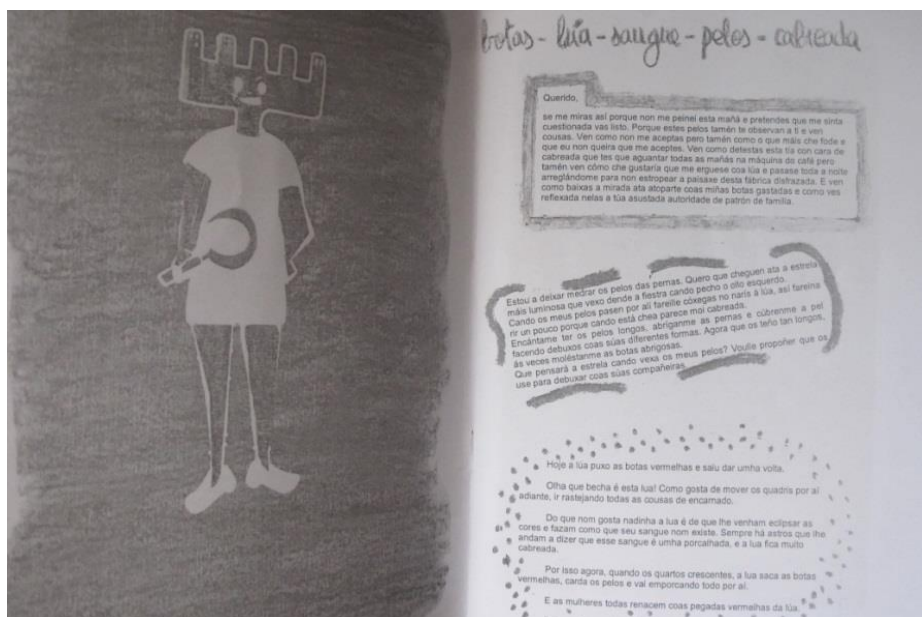 botas - lúa - sangue - pelos - cabreada
Querido,
se me miras así porque non me peinei esta mañá e pretendes que me sinta
cuestionada vas listo. Porque estes pelos tamén te observan a ti e ven
cousas. Ven como non me aceptas pero tamén como o que máis che fode e
que eu non queira que me aceptes. Ven como detestas esta tía con cara de
cabreada que tes que aguantar todas as mañás na máquina do café pero
tamén ven cómo che gustaría que me erguese coa lúa e pasase toda a noite
arreglándome para non estropear a paisaxe desta fábrica disfrazada. E ven
como baixas a mirada ata atoparte coas miñas botas gastadas e como ves
reflexada nelas a túa asustada autoridade de patrón de familia.
Estou a deixar medrar os pelos das pernas. Quero que cheguen ata a estrela
máis luminosa que vexo dende a fiestra cando pecho o ollo esquerdo.
Cando os meus pelos pasen por alí fareille cóxegas no naris á lúa, así fareina
rir un pouco porque cando está chea parece moi cabreada.
Encántame ter os pelos longos, abríganme as pernas e cúbrenme a pel
facendo debuxos coas súas diferentes formas. Agora que os teño tan longos,
ás veces moléstanme as botas abrigosas.
Que pensará a estrela cando vexa os meus pelos? Voulle propoñer que os
use para debuxar coas súas compañeiras.
Hoje a lúa puxo as botas vermelhas e saiu dar umha volta.
Olha que becha é esta lua! Como gosta de mover os quadris por aí
adiante, ir rastejando todas as cousas de encarnado.
Do que nom gosta nadinha a lua é de que lhe venham eclipsar as
cores e fazam como que seu sangue nom existe. Sempre há astros que lhe
andam a dizer que esse sangue é umha porcalhada, e a lua fica muito
cabreada.
Por isso agora, quando os quartos crescentes, a lua saca as botas
vermelhas, carda os pelos e vai emporcando todo por aí.
E as mulheres todas renacem coas pegadas vermelhas da lúa.